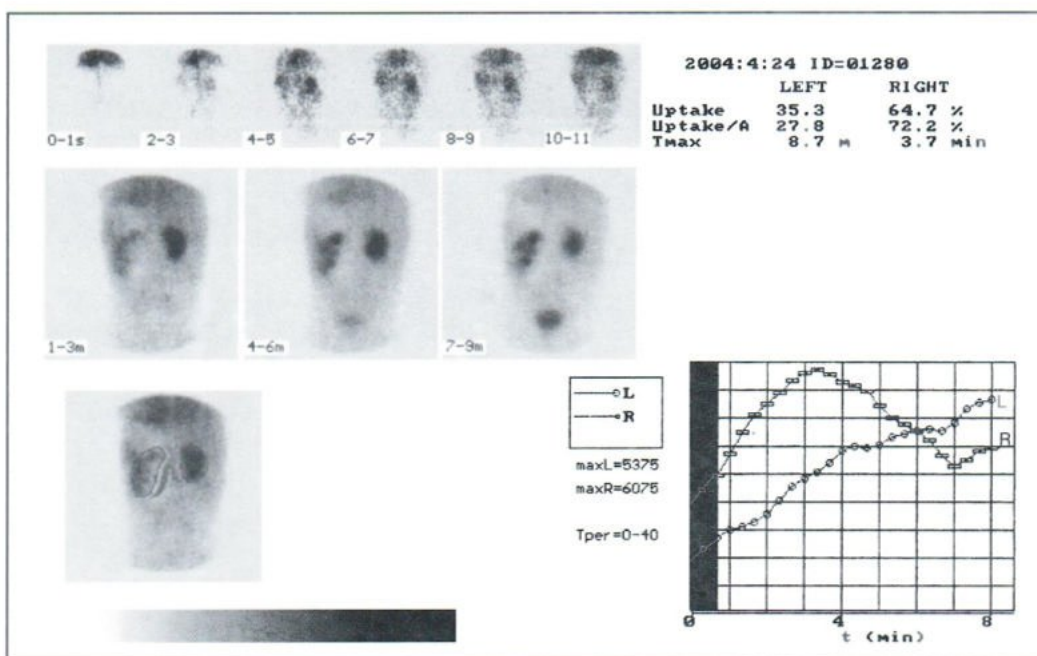 2004:4:24 ID=01280
LEFT RIGHT
Uptake 35.3 64.7 %
Uptake/A 27.8 72.2 %
Tmax 8.7 m 3.7 min
0-1s 2-3 4-5 6-7 8-9 10-11
1-3m 4-6m 7-9m
L
R
maxL=5375
maxR=6075
Tper=0-40
L
R
0 4 8
t (min)